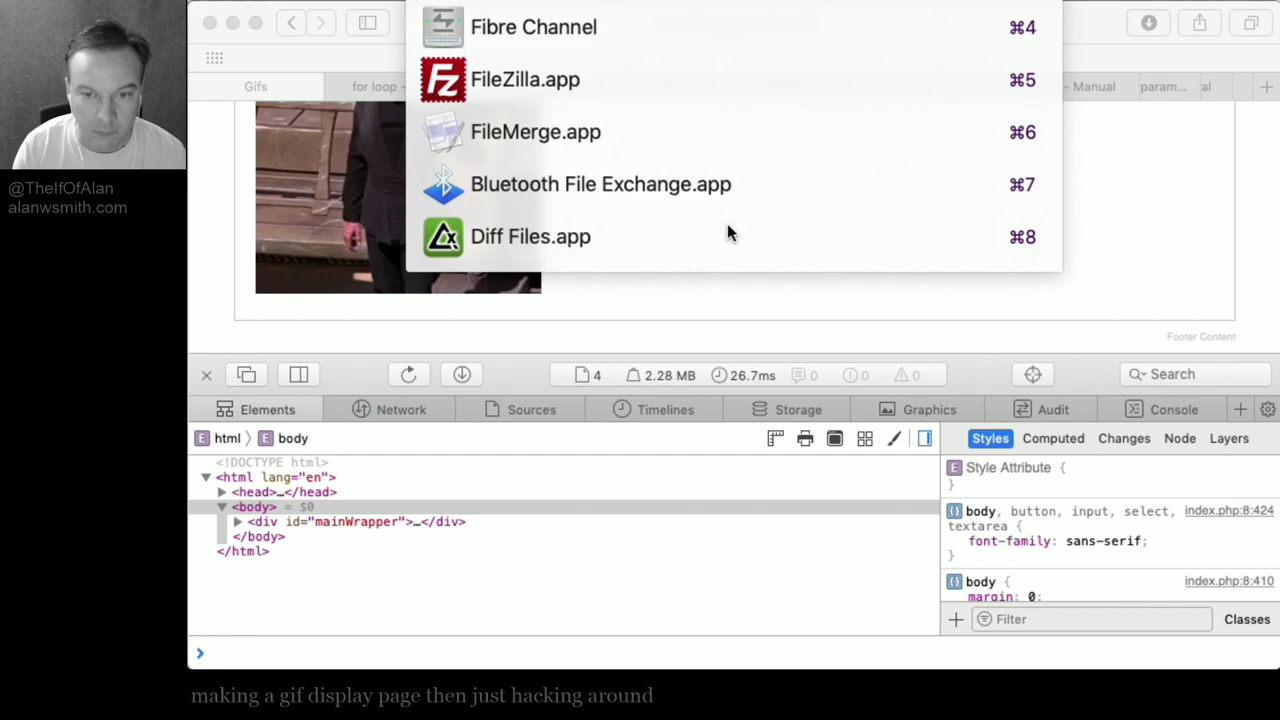 @TheIfOfAlan
alanwsmith.com
Fibre Channel ⌘4
FileZilla.app ⌘5
FileMerge.app ⌘6
Bluetooth File Exchange.app ⌘7
Diff Files.app ⌘8
Gifs
for loop -
- Manual
param...
al
Footer Content
4
2.28 MB
26.7ms
0
0
0
Search
Elements
Network
Sources
Timelines
Storage
Graphics
Audit
Console
E html
E body
Styles
Computed
Changes
Node
Layers
<!DOCTYPE html>
<html lang="en">
<head>…</head>
<body> = $0
<div id="mainWrapper">…</div>
</body>
</html>
E Style Attribute {
}
body, button, input, select, index.php:8:424
textarea {
font-family: sans-serif;
}
body { index.php:8:410
margin: 0;
Filter
Classes
making a gif display page then just hacking around